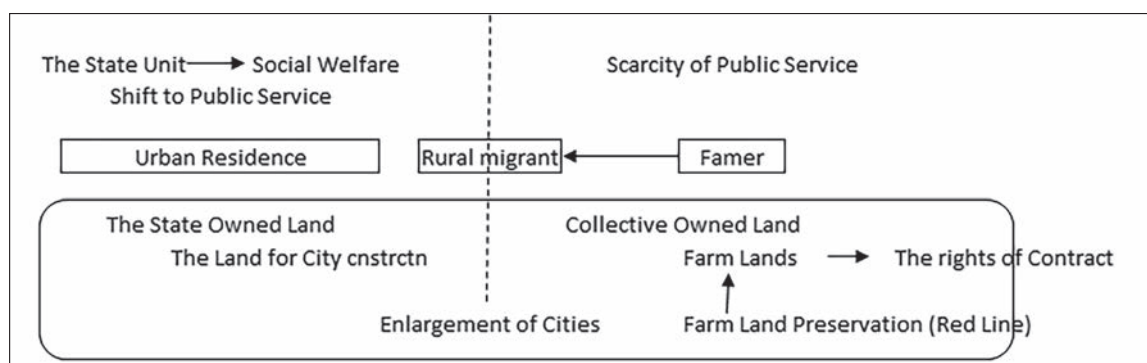 The State Unit Social Welfare Scarcity of Public Service
Shift to Public Service
Urban Residence Rural migrant Famer
The State Owned Land Collective Owned Land
The Land for City cnstrctn Farm Lands The rights of Contract
Enlargement of Cities Farm Land Preservation (Red Line)